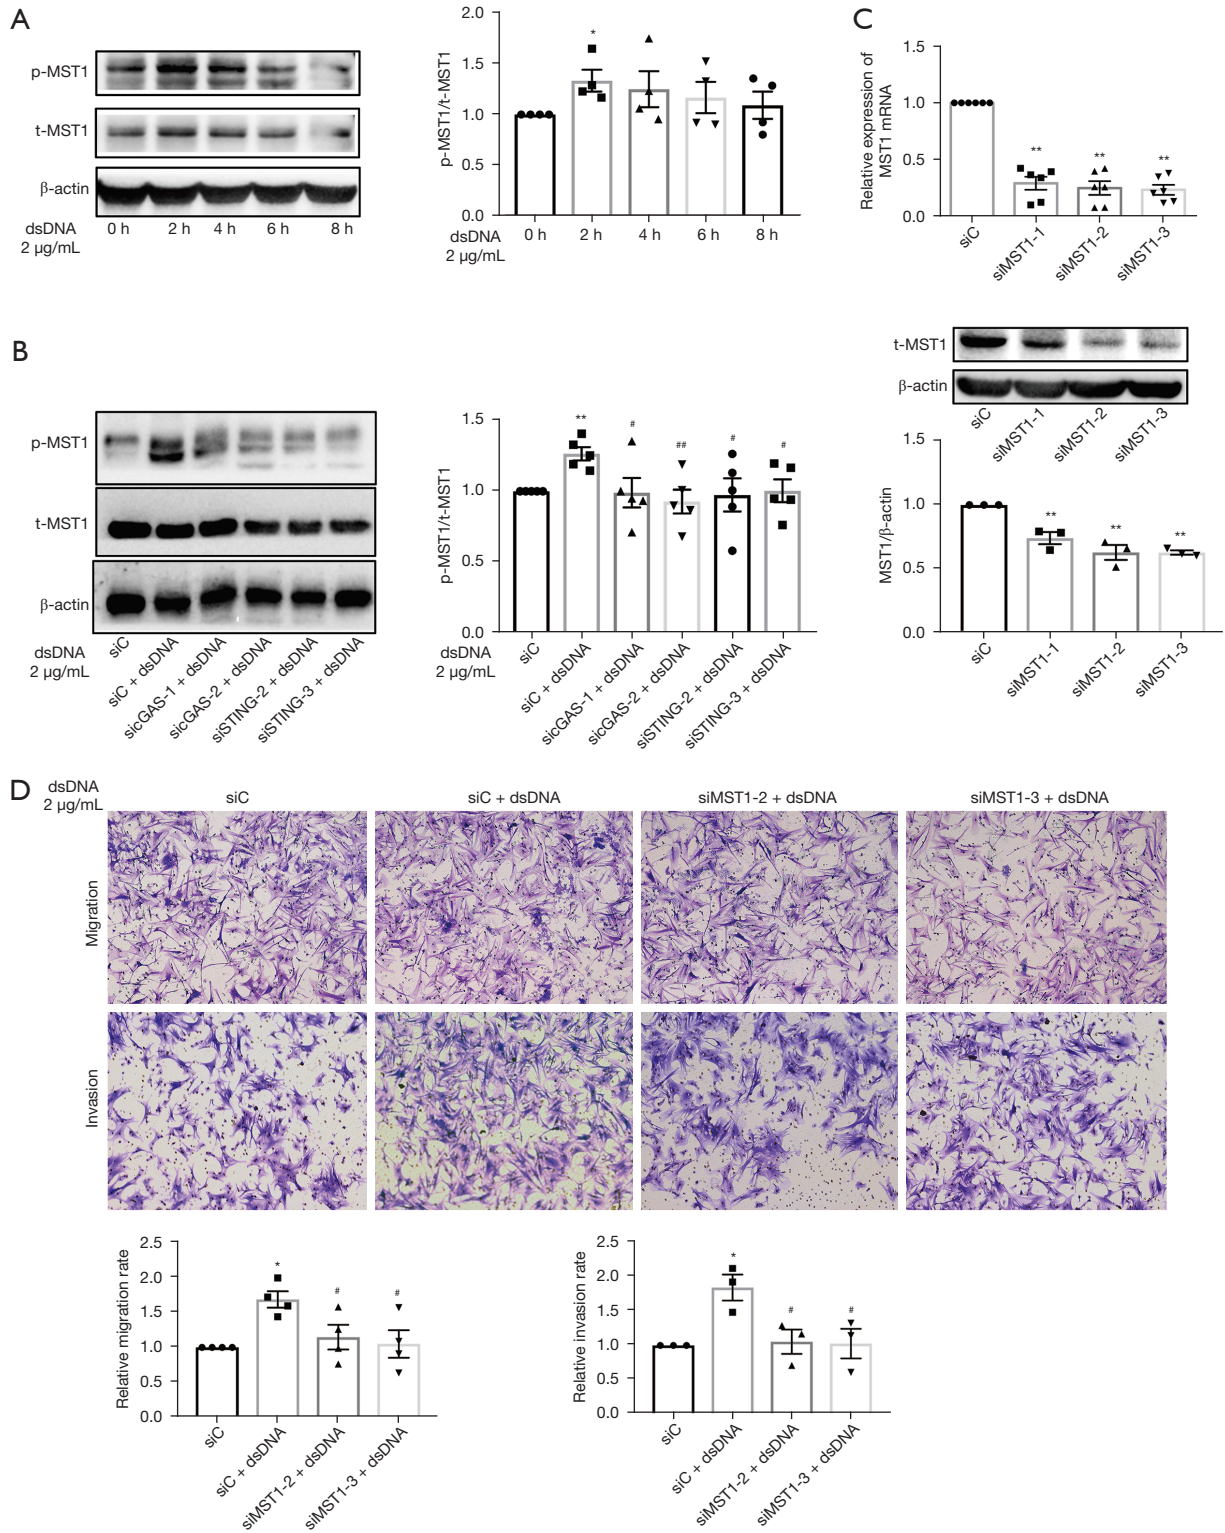 A
p-MST1
t-MST1
β-actin
dsDNA
2 μg/mL
0 h
2 h
4 h
6 h
8 h
p-MST1/t-MST1
2.0
1.5
1.0
0.5
0.0
*
dsDNA
2 μg/mL
0 h
2 h
4 h
6 h
8 h
C
Relative expression of
MST1 mRNA
1.5
1.0
0.5
0.0
**
**
**
siC
siMST1-1
siMST1-2
siMST1-3
t-MST1
β-actin
siC
siMST1-1
siMST1-2
siMST1-3
MST1/β-actin
1.5
1.0
0.5
0.0
**
**
**
siC
siMST1-1
siMST1-2
siMST1-3
B
p-MST1
t-MST1
β-actin
dsDNA
2 μg/mL
siC
siC + dsDNA
sicGAS-1 + dsDNA
sicGAS-2 + dsDNA
siSTING-2 + dsDNA
siSTING-3 + dsDNA
p-MST1/t-MST1
1.5
1.0
0.5
0.0
**
#
##
#
#
dsDNA
2 μg/mL
siC
siC + dsDNA
sicGAS-1 + dsDNA
sicGAS-2 + dsDNA
siSTING-2 + dsDNA
siSTING-3 + dsDNA
D
dsDNA
2 μg/mL
siC
siC + dsDNA
siMST1-2 + dsDNA
siMST1-3 + dsDNA
Migration
Invasion
Relative migration rate
2.5
2.0
1.5
1.0
0.5
0.0
*
#
#
siC
siC + dsDNA
siMST1-2 + dsDNA
siMST1-3 + dsDNA
Relative invasion rate
2.5
2.0
1.5
1.0
0.5
0.0
*
#
#
siC
siC + dsDNA
siMST1-2 + dsDNA
siMST1-3 + dsDNA